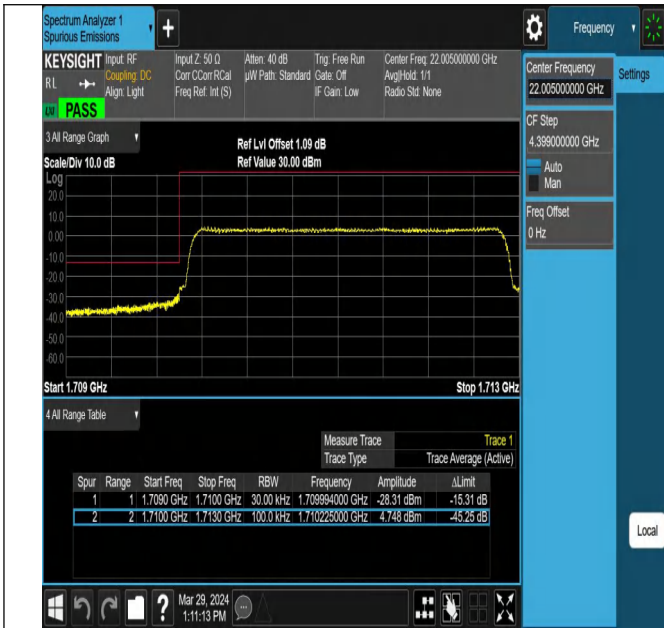 Spectrum Analyzer 1
Spurious Emissions
Frequency
KEYSIGHT Input: RF Input Z: 50 Ω Atten: 40 dB Trig: Free Run Center Freq: 22.005000000 GHz
RL Coupling: DC Corr CCorr RCal µW Path: Standard Gate: Off Avg|Hold: 1/1
Align: Light Freq Ref: Int (S) IF Gain: Low Radio Std: None
PASS
Center Frequency
22.005000000 GHz
Settings
CF Step
4.399000000 GHz
Auto
Man
Freq Offset
0 Hz
3 All Range Graph
Ref Lvl Offset 1.09 dB
Scale/Div 10.0 dB Ref Value 30.00 dBm
Log
20.0
10.0
0.00
-10.0
-20.0
-30.0
-40.0
-50.0
-60.0
Start 1.709 GHz Stop 1.713 GHz
4 All Range Table
Measure Trace Trace 1
Trace Type Trace Average (Active)
Spur Range Start Freq Stop Freq RBW Frequency Amplitude ΔLimit
1 1 1.7090 GHz 1.7100 GHz 30.00 kHz 1.709994000 GHz -28.31 dBm -15.31 dB
2 2 1.7100 GHz 1.7130 GHz 100.0 kHz 1.710225000 GHz 4.748 dBm -45.25 dB
Local
Mar 29, 2024
1:11:13 PM